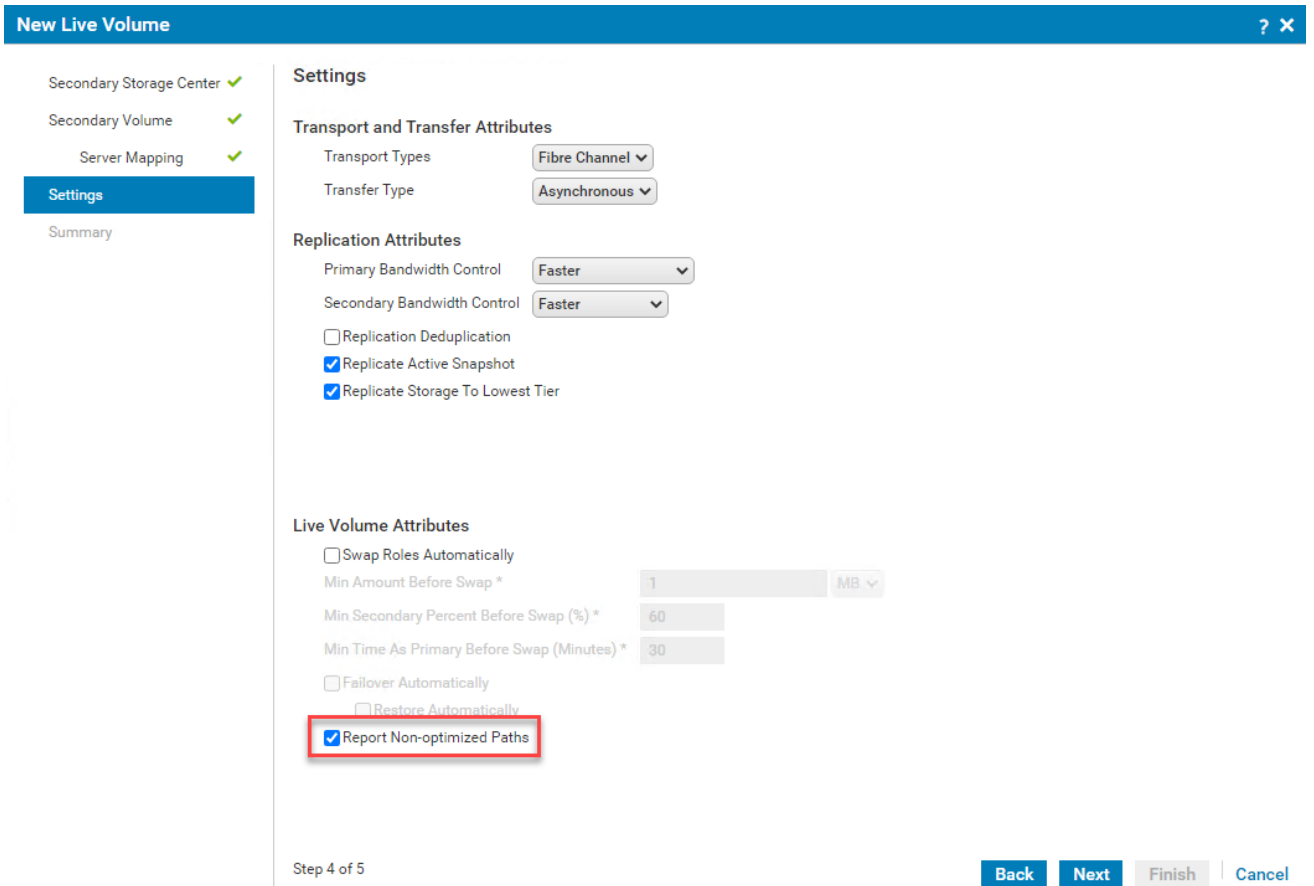 New Live Volume
? ×
Secondary Storage Center
Secondary Volume
Server Mapping
Settings
Summary
Settings
Transport and Transfer Attributes
Transport Types Fibre Channel
Transfer Type Asynchronous
Replication Attributes
Primary Bandwidth Control Faster
Secondary Bandwidth Control Faster
Replication Deduplication
Replicate Active Snapshot
Replicate Storage To Lowest Tier
Live Volume Attributes
Swap Roles Automatically
Min Amount Before Swap * 1 MB
Min Secondary Percent Before Swap (%) * 60
Min Time As Primary Before Swap (Minutes) * 30
Failover Automatically
Restore Automatically
Report Non-optimized Paths
Step 4 of 5
Back Next Finish Cancel